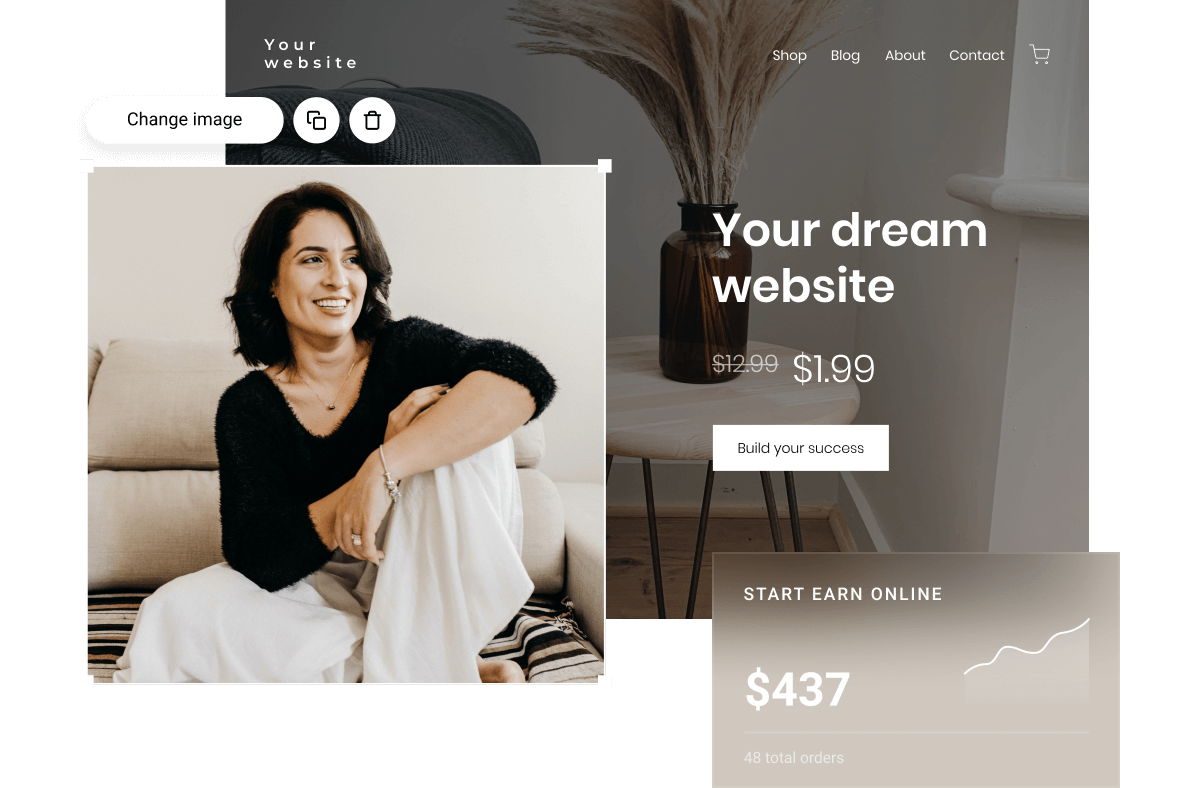 Your
website
Shop Blog About Contact
Change image
Your dream
website
$12.99 $1.99
Build your success
START EARN ONLINE
$437
48 total orders